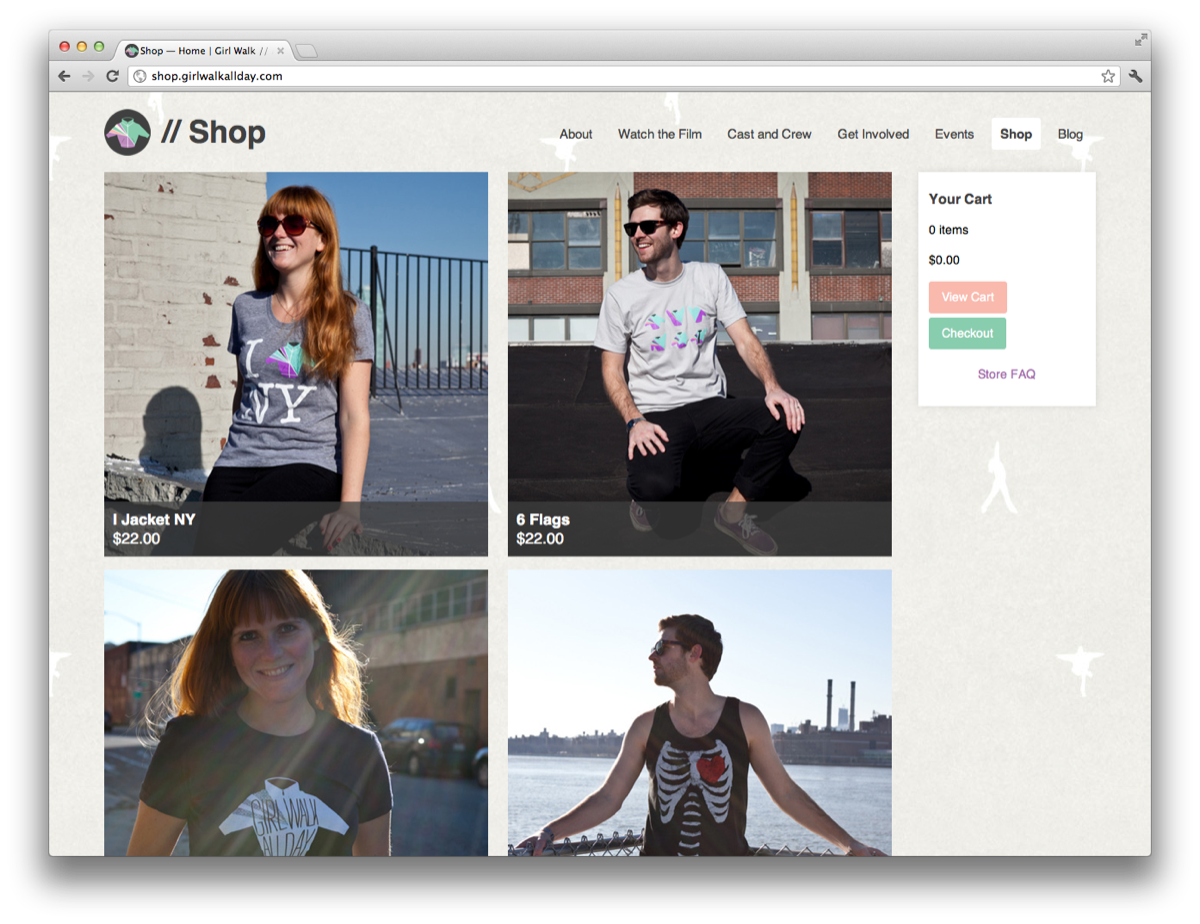 Shop — Home | Girl Walk //
shop.girlwalkallday.com
// Shop
About
Watch the Film
Cast and Crew
Get Involved
Events
Shop
Blog
I
NY
I Jacket NY
$22.00
6 Flags
$22.00
Your Cart
0 items
$0.00
View Cart
Checkout
Store FAQ
GIRL WALK
ALL DAY